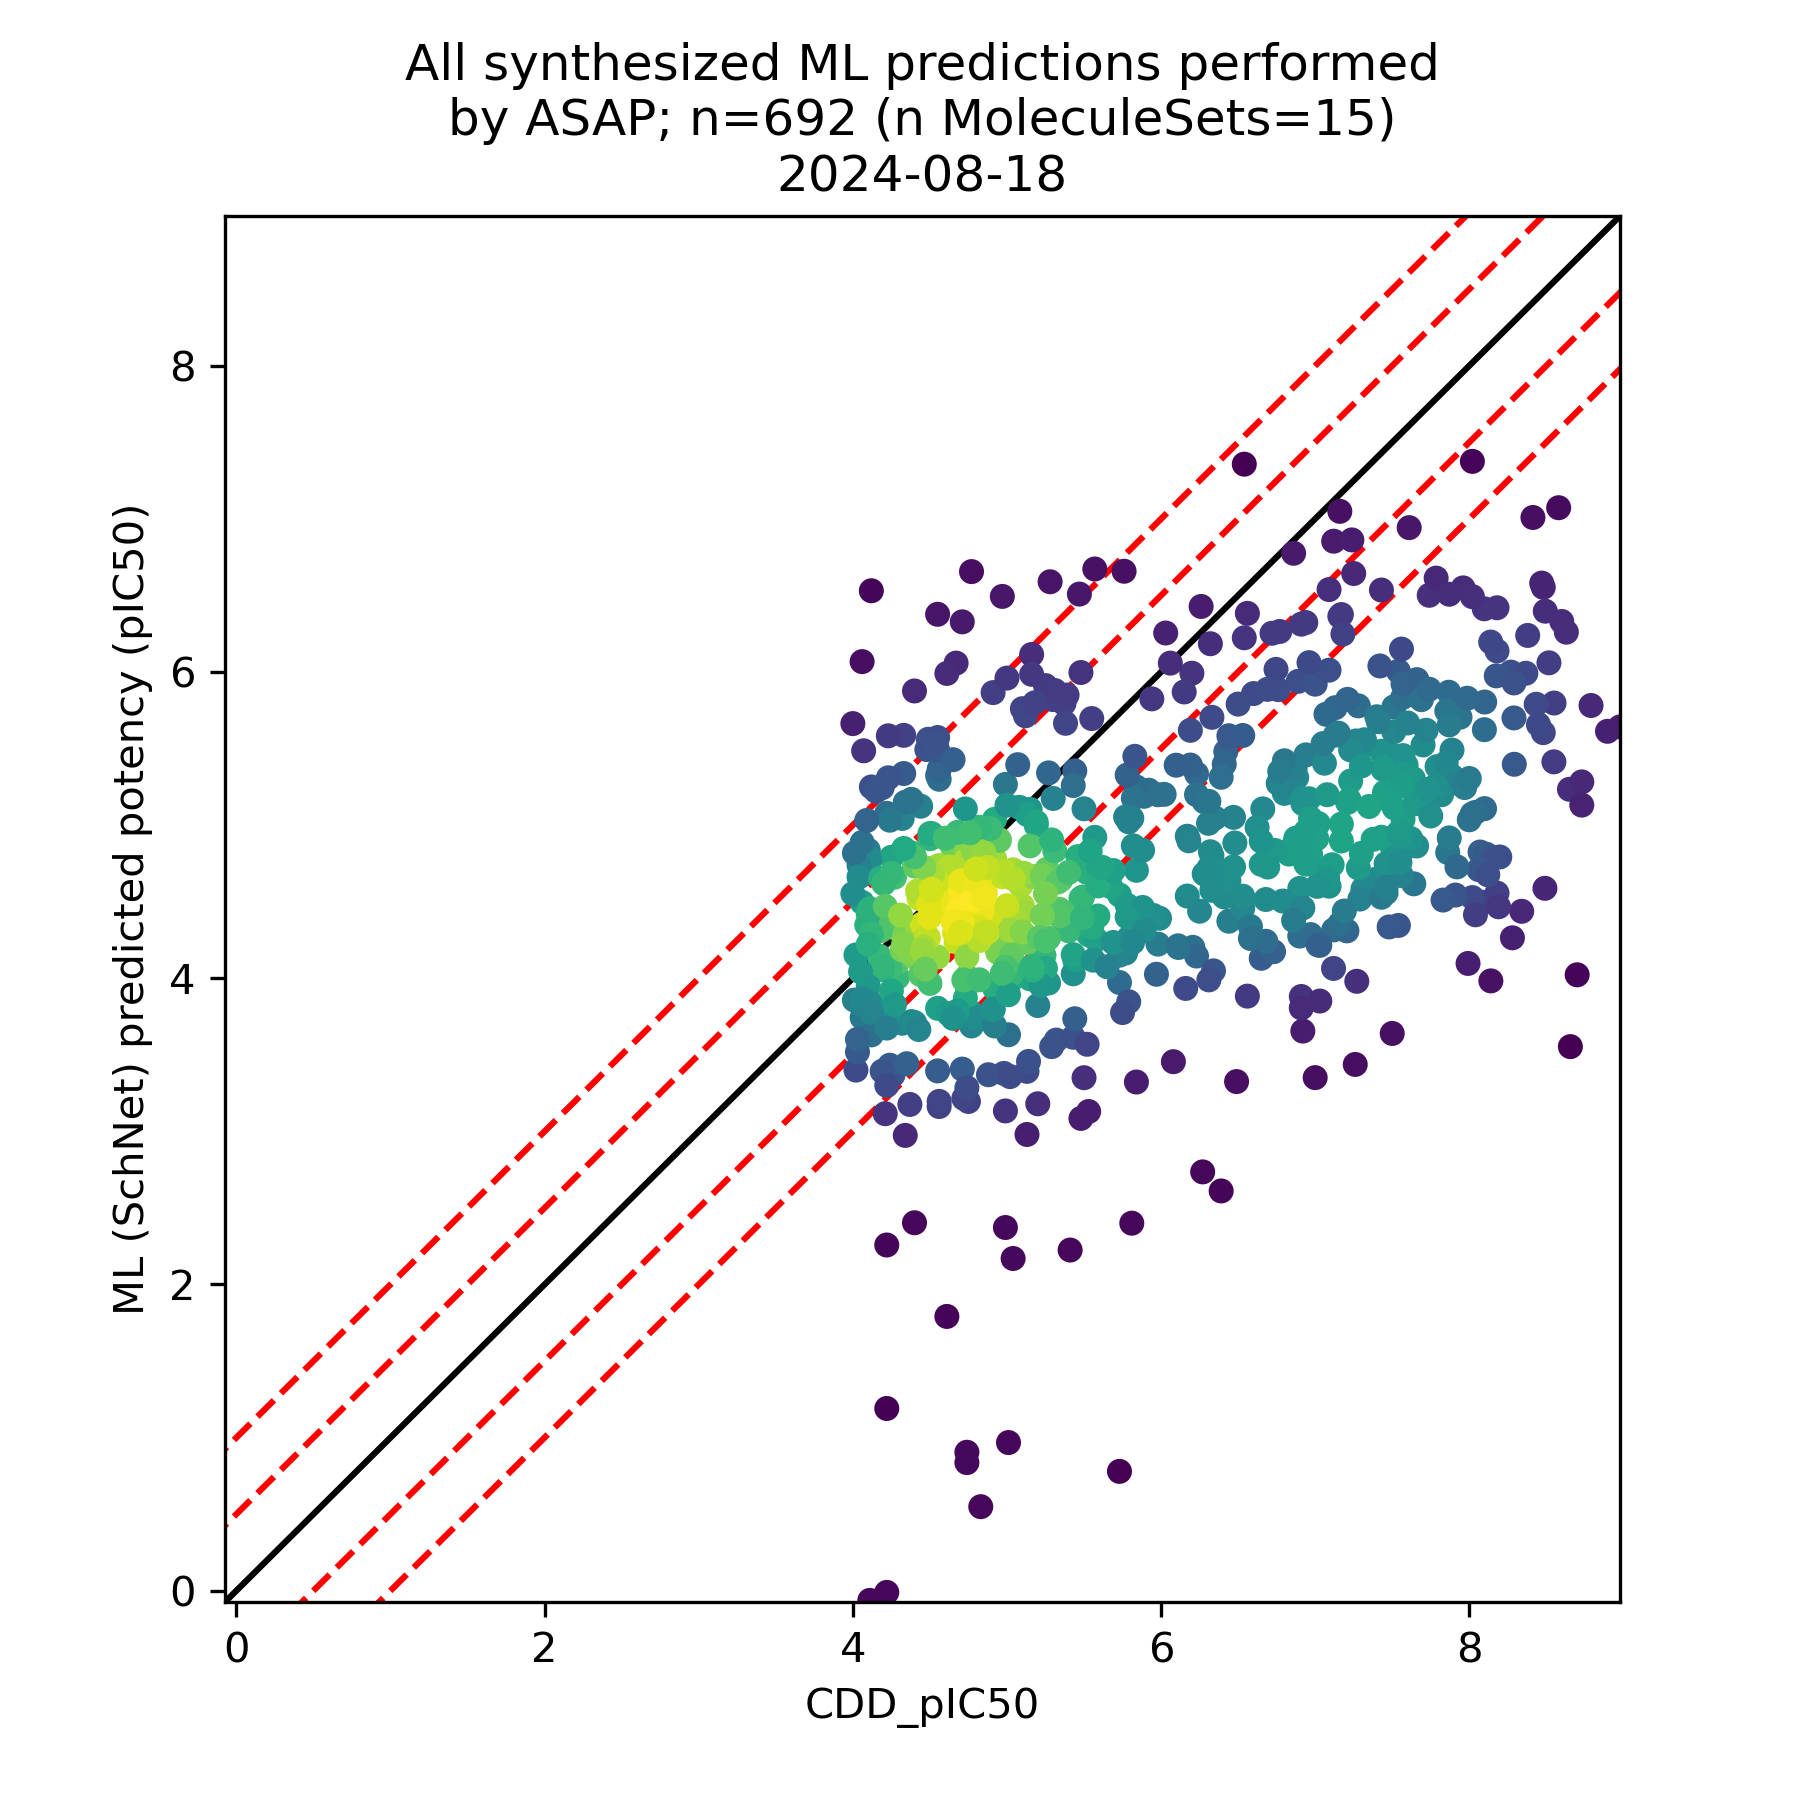 All synthesized ML predictions performed
by ASAP; n=692 (n MoleculeSets=15)
2024-08-18
ML (SchNet) predicted potency (pIC50)
8
6
4
2
0
0 2 4 6 8
CDD_pIC50